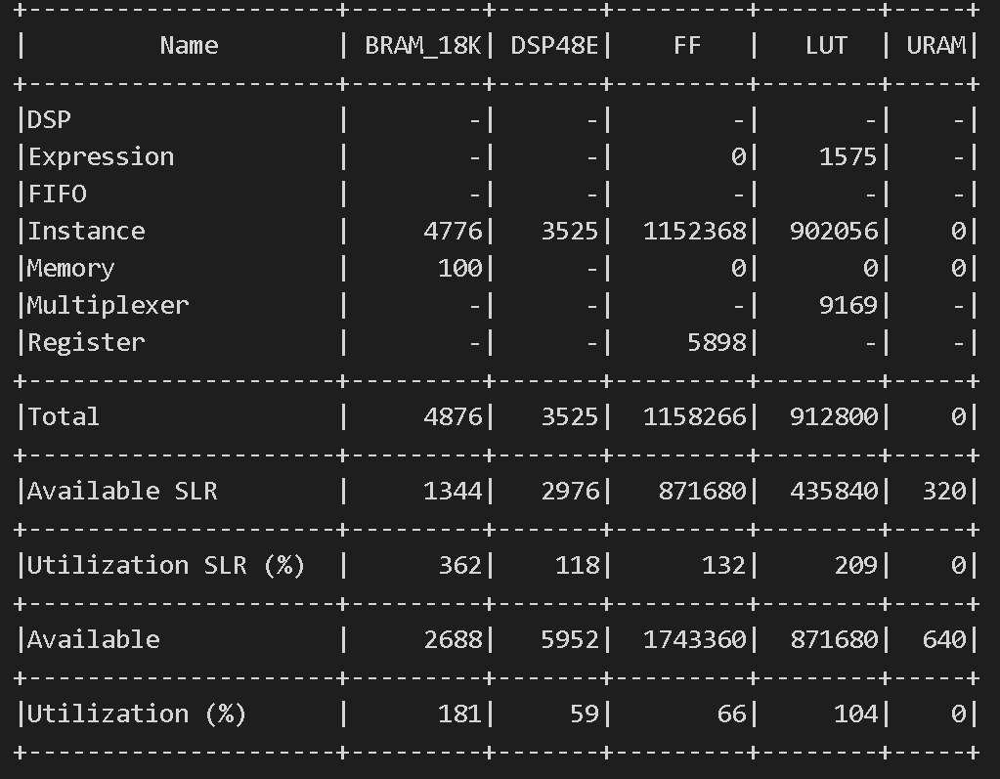 +---------------------+---------+-------+---------+--------+-----+
|         Name        | BRAM_18K| DSP48E|    FF   |   LUT  | URAM|
+---------------------+---------+-------+---------+--------+-----+
|DSP                  |        -|      -|        -|       -|    -|
|Expression           |        -|      -|        0|    1575|    -|
|FIFO                 |        -|      -|        -|       -|    -|
|Instance             |     4776|   3525|  1152368|  902056|    0|
|Memory               |      100|      -|        0|       0|    0|
|Multiplexer          |        -|      -|        -|    9169|    -|
|Register             |        -|      -|     5898|       -|    -|
+---------------------+---------+-------+---------+--------+-----+
|Total                |     4876|   3525|  1158266|  912800|    0|
+---------------------+---------+-------+---------+--------+-----+
|Available SLR        |     1344|   2976|   871680|  435840|  320|
+---------------------+---------+-------+---------+--------+-----+
|Utilization SLR (%)  |      362|    118|      132|     209|    0|
+---------------------+---------+-------+---------+--------+-----+
|Available            |     2688|   5952|  1743360|  871680|  640|
+---------------------+---------+-------+---------+--------+-----+
|Utilization (%)      |      181|     59|       66|     104|    0|
+---------------------+---------+-------+---------+--------+-----+